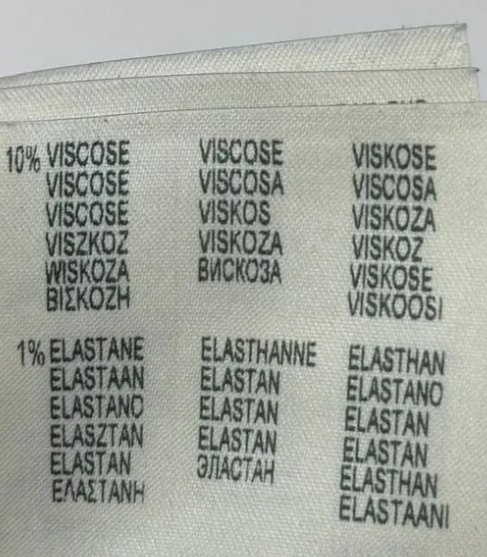 10% VISCOSE VISCOSE VISKOSE
VISCOSE VISCOSA VISCOSA
VISCOSE VISKOS VISKOZA
VISZKOZ VISKOZA VISKOZ
WISKOZA ВИСКОЗА VISKOSE
ΒΙΣΚΟΖΗ VISKOOSI
1% ELASTANE ELASTHANNE ELASTHAN
ELASTAAN ELASTAN ELASTANO
ELASTANO ELASTAN ELASTAN
ELASZTAN ELASTAN ELASTAN
ELASTAN ЭЛАСТАН ELASTHAN
ΕΛΑΣΤΑΝΗ ELASTAANI